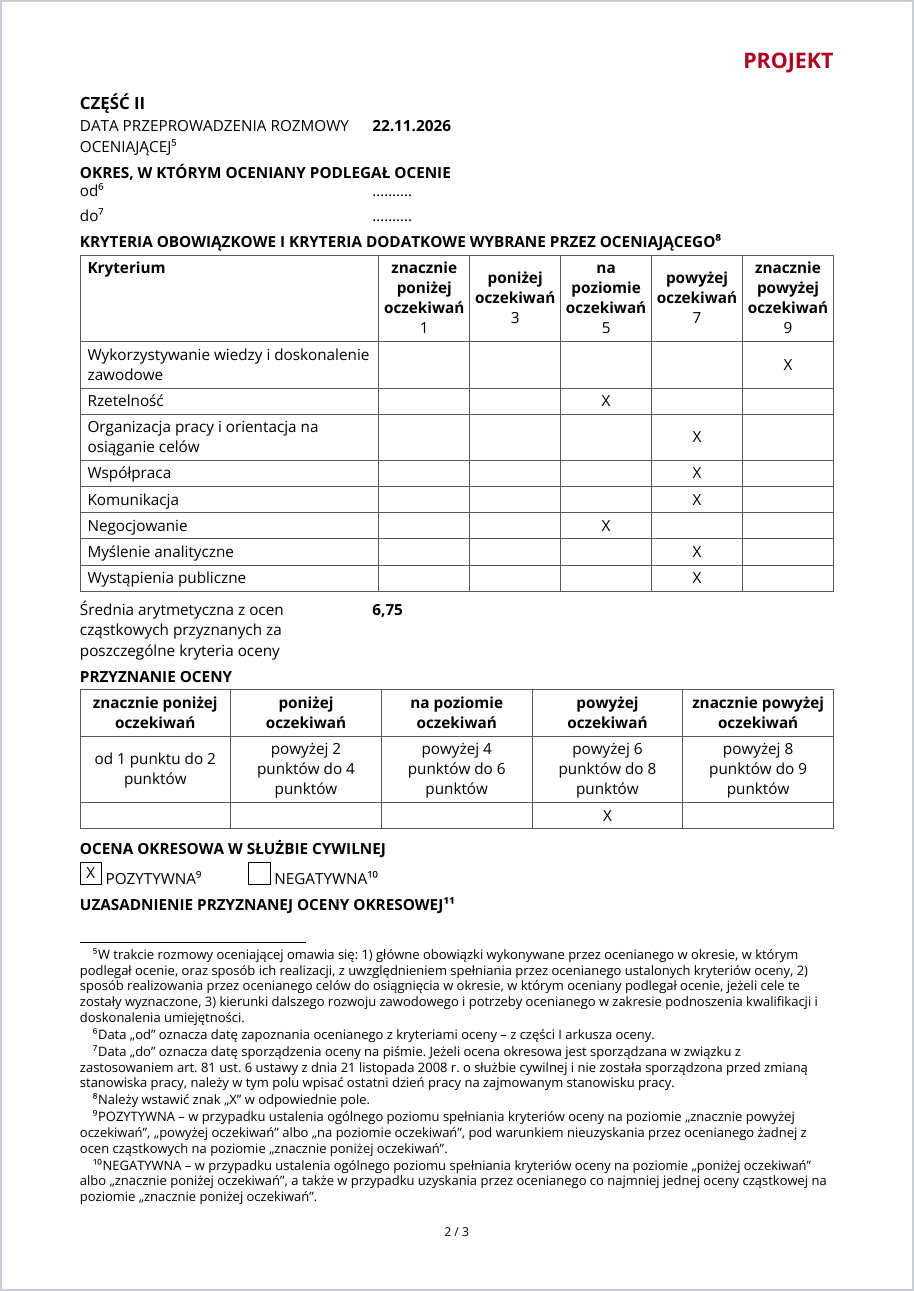 PROJEKT
CZĘŚĆ II
DATA PRZEPROWADZENIA ROZMOWY 22.11.2026
OCENIAJĄCEJ⁵
OKRES, W KTÓRYM OCENIANY PODLEGAŁ OCENIE
od⁶ ..........
do⁷ ..........
KRYTERIA OBOWIĄZKOWE I KRYTERIA DODATKOWE WYBRANE PRZEZ OCENIAJĄCEGO⁸
Kryterium
znacznie
poniżej
oczekiwań
1
poniżej
oczekiwań
3
na
poziomie
oczekiwań
5
powyżej
oczekiwań
7
znacznie
powyżej
oczekiwań
9
Wykorzystywanie wiedzy i doskonalenie
zawodowe
X
Rzetelność X
Organizacja pracy i orientacja na
osiąganie celów
X
Współpraca X
Komunikacja X
Negocjowanie X
Myślenie analityczne X
Wystąpienia publiczne X
Średnia arytmetyczna z ocen 6,75
cząstkowych przyznanych za
poszczególne kryteria oceny
PRZYZNANIE OCENY
znacznie poniżej
oczekiwań
poniżej
oczekiwań
na poziomie
oczekiwań
powyżej
oczekiwań
znacznie powyżej
oczekiwań
od 1 punktu do 2
punktów
powyżej 2
punktów do 4
punktów
powyżej 4
punktów do 6
punktów
powyżej 6
punktów do 8
punktów
powyżej 8
punktów do 9
punktów
X
OCENA OKRESOWA W SŁUŻBIE CYWILNEJ
X POZYTYWNA⁹ NEGATYWNA¹⁰
UZASADNIENIE PRZYZNANEJ OCENY OKRESOWEJ¹¹
⁵W trakcie rozmowy oceniającej omawia się: 1) główne obowiązki wykonywane przez ocenianego w okresie, w którym
podlegał ocenie, oraz sposób ich realizacji, z uwzględnieniem spełniania przez ocenianego ustalonych kryteriów oceny, 2)
sposób realizowania przez ocenianego celów do osiągnięcia w okresie, w którym oceniany podlegał ocenie, jeżeli cele te
zostały wyznaczone, 3) kierunki dalszego rozwoju zawodowego i potrzeby ocenianego w zakresie podnoszenia kwalifikacji i
doskonalenia umiejętności.
⁶Data „od” oznacza datę zapoznania ocenianego z kryteriami oceny – z części I arkusza oceny.
⁷Data „do” oznacza datę sporządzenia oceny na piśmie. Jeżeli ocena okresowa jest sporządzana w związku z
zastosowaniem art. 81 ust. 6 ustawy z dnia 21 listopada 2008 r. o służbie cywilnej i nie została sporządzona przed zmianą
stanowiska pracy, należy w tym polu wpisać ostatni dzień pracy na zajmowanym stanowisku pracy.
⁸Należy wstawić znak „X” w odpowiednie pole.
⁹POZYTYWNA – w przypadku ustalenia ogólnego poziomu spełniania kryteriów oceny na poziomie „znacznie powyżej
oczekiwań”, „powyżej oczekiwań” albo „na poziomie oczekiwań”, pod warunkiem nieuzyskania przez ocenianego żadnej z
ocen cząstkowych na poziomie „znacznie poniżej oczekiwań”.
¹⁰NEGATYWNA – w przypadku ustalenia ogólnego poziomu spełniania kryteriów oceny na poziomie „poniżej oczekiwań”
albo „znacznie poniżej oczekiwań”, a także w przypadku uzyskania przez ocenianego co najmniej jednej oceny cząstkowej na
poziomie „znacznie poniżej oczekiwań”.
2 / 3